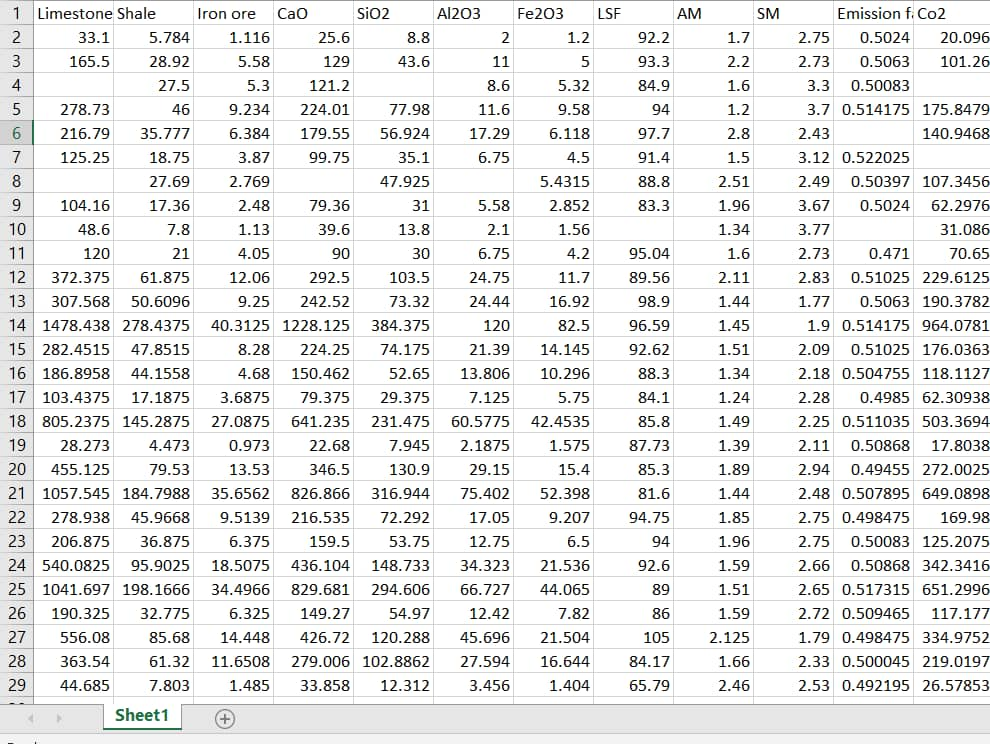 1 Limestone Shale Iron ore CaO SiO2 Al2O3 Fe2O3 LSF AM SM Emission f Co2
2 33.1 5.784 1.116 25.6 8.8 2 1.2 92.2 1.7 2.75 0.5024 20.096
3 165.5 28.92 5.58 129 43.6 11 5 93.3 2.2 2.73 0.5063 101.26
4 27.5 5.3 121.2 8.6 5.32 84.9 1.6 3.3 0.50083
5 278.73 46 9.234 224.01 77.98 11.6 9.58 94 1.2 3.7 0.514175 175.8479
6 216.79 35.777 6.384 179.55 56.924 17.29 6.118 97.7 2.8 2.43 140.9468
7 125.25 18.75 3.87 99.75 35.1 6.75 4.5 91.4 1.5 3.12 0.522025
8 27.69 2.769 47.925 5.4315 88.8 2.51 2.49 0.50397 107.3456
9 104.16 17.36 2.48 79.36 31 5.58 2.852 83.3 1.96 3.67 0.5024 62.2976
10 48.6 7.8 1.13 39.6 13.8 2.1 1.56 1.34 3.77 31.086
11 120 21 4.05 90 30 6.75 4.2 95.04 1.6 2.73 0.471 70.65
12 372.375 61.875 12.06 292.5 103.5 24.75 11.7 89.56 2.11 2.83 0.51025 229.6125
13 307.568 50.6096 9.25 242.52 73.32 24.44 16.92 98.9 1.44 1.77 0.5063 190.3782
14 1478.438 278.4375 40.3125 1228.125 384.375 120 82.5 96.59 1.45 1.9 0.514175 964.0781
15 282.4515 47.8515 8.28 224.25 74.175 21.39 14.145 92.62 1.51 2.09 0.51025 176.0363
16 186.8958 44.1558 4.68 150.462 52.65 13.806 10.296 88.3 1.34 2.18 0.504755 118.1127
17 103.4375 17.1875 3.6875 79.375 29.375 7.125 5.75 84.1 1.24 2.28 0.4985 62.30938
18 805.2375 145.2875 27.0875 641.235 231.475 60.5775 42.4535 85.8 1.49 2.25 0.511035 503.3694
19 28.273 4.473 0.973 22.68 7.945 2.1875 1.575 87.73 1.39 2.11 0.50868 17.8038
20 455.125 79.53 13.53 346.5 130.9 29.15 15.4 85.3 1.89 2.94 0.49455 272.0025
21 1057.545 184.7988 35.6562 826.866 316.944 75.402 52.398 81.6 1.44 2.48 0.507895 649.0898
22 278.938 45.9668 9.5139 216.535 72.292 17.05 9.207 94.75 1.85 2.75 0.498475 169.98
23 206.875 36.875 6.375 159.5 53.75 12.75 6.5 94 1.96 2.75 0.50083 125.2075
24 540.0825 95.9025 18.5075 436.104 148.733 34.323 21.536 92.6 1.59 2.66 0.50868 342.3416
25 1041.697 198.1666 34.4966 829.681 294.606 66.727 44.065 89 1.51 2.65 0.517315 651.2996
26 190.325 32.775 6.325 149.27 54.97 12.42 7.82 86 1.59 2.72 0.509465 117.177
27 556.08 85.68 14.448 426.72 120.288 45.696 21.504 105 2.125 1.79 0.498475 334.9752
28 363.54 61.32 11.6508 279.006 102.8862 27.594 16.644 84.17 1.66 2.33 0.500045 219.0197
29 44.685 7.803 1.485 33.858 12.312 3.456 1.404 65.79 2.46 2.53 0.492195 26.57853
Sheet1